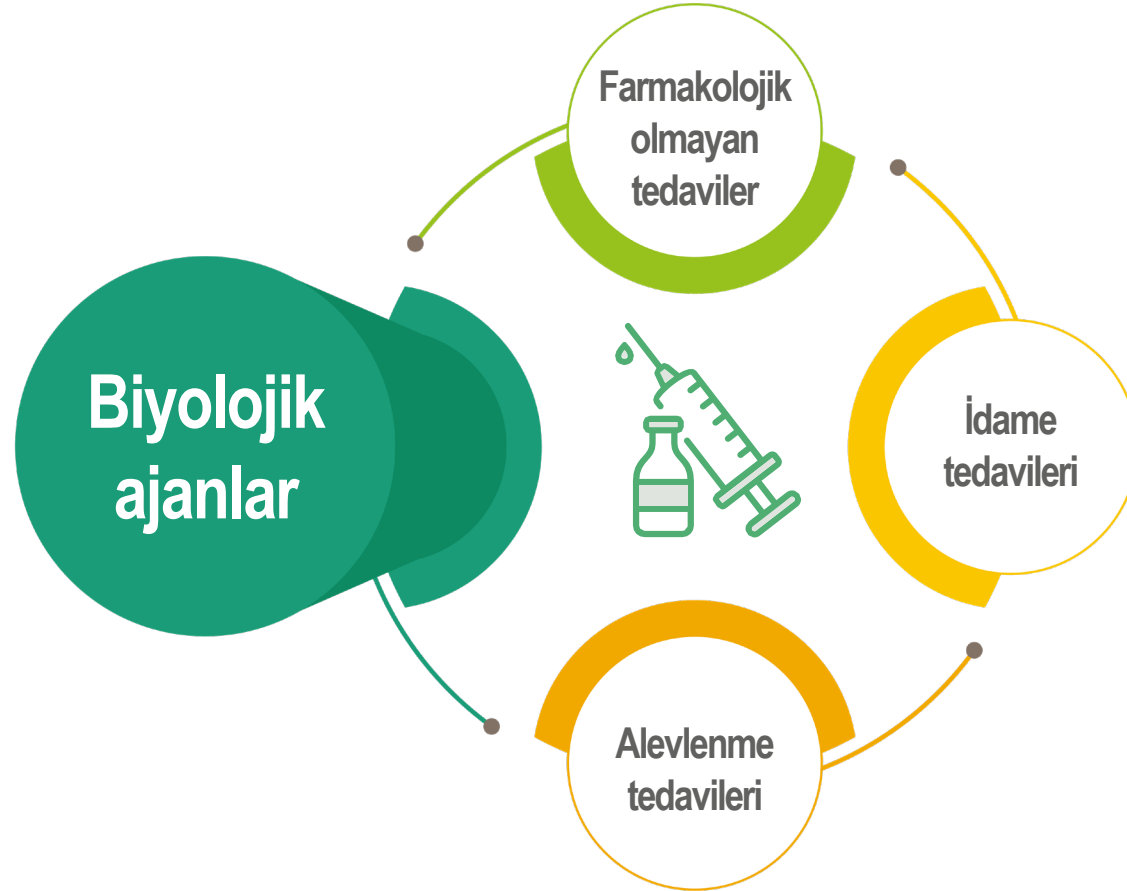 Farmakolojik
olmayan
tedaviler
Biyolojik
ajanlar
İdame
tedavileri
Alevlenme
tedavileri